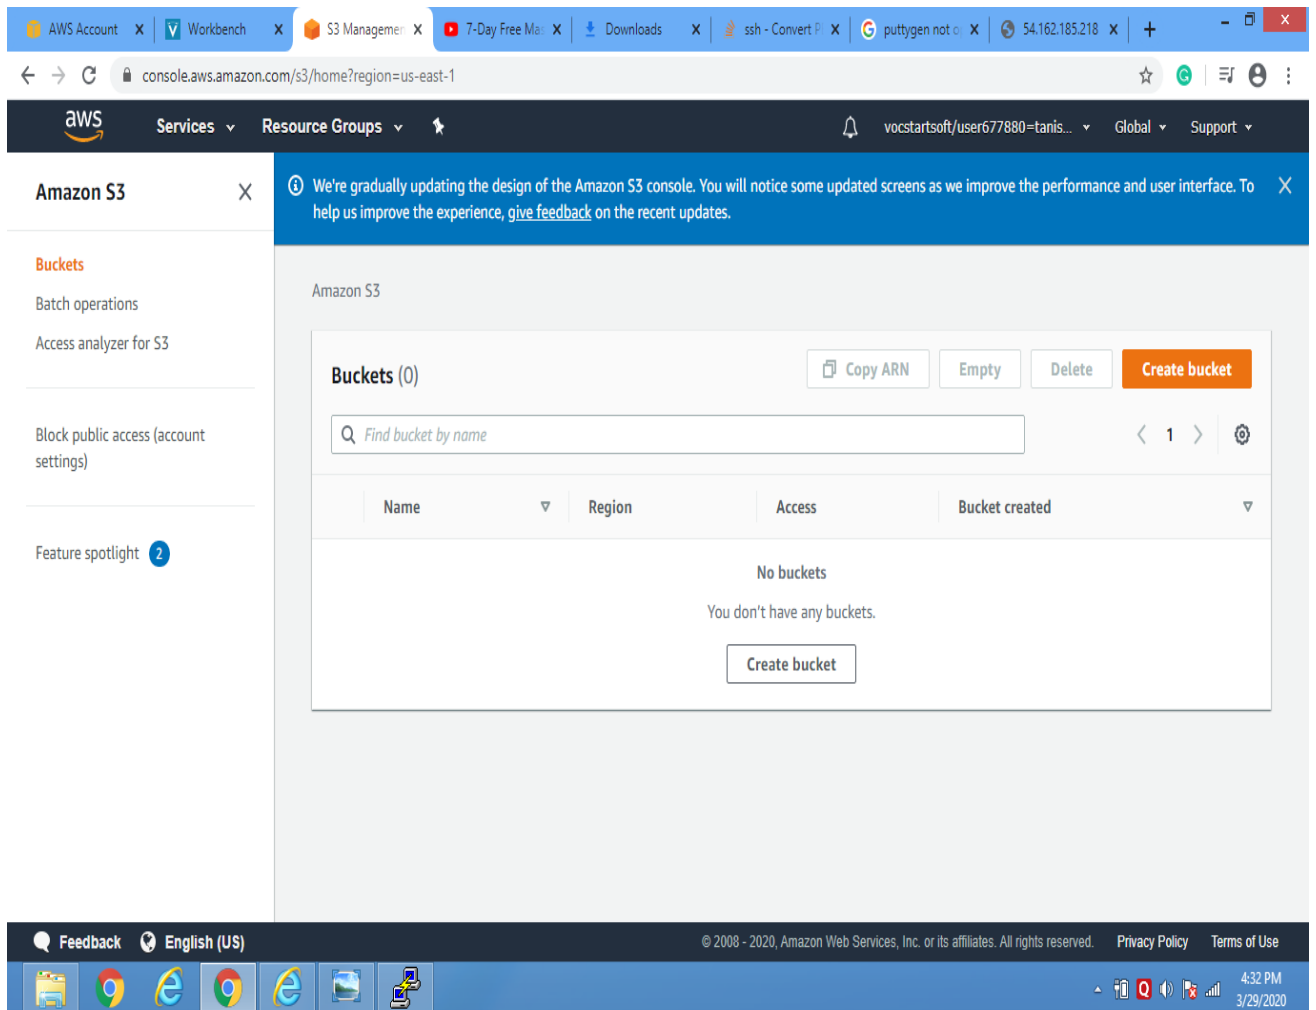 AWS Account
Workbench
S3 Managemen
7-Day Free Mas
Downloads
ssh - Convert P
puttygen not o
54.162.185.218
console.aws.amazon.com/s3/home?region=us-east-1
aws
Services
Resource Groups
vocstartsoft/user677880=tanis...
Global
Support
Amazon S3
We're gradually updating the design of the Amazon S3 console. You will notice some updated screens as we improve the performance and user interface. To
help us improve the experience, give feedback on the recent updates.
Buckets
Batch operations
Access analyzer for S3
Block public access (account
settings)
Feature spotlight 2
Amazon S3
Buckets (0)
Copy ARN
Empty
Delete
Create bucket
Find bucket by name
1
Name
Region
Access
Bucket created
No buckets
You don't have any buckets.
Create bucket
Feedback
English (US)
© 2008 - 2020, Amazon Web Services, Inc. or its affiliates. All rights reserved.
Privacy Policy
Terms of Use
4:32 PM
3/29/2020